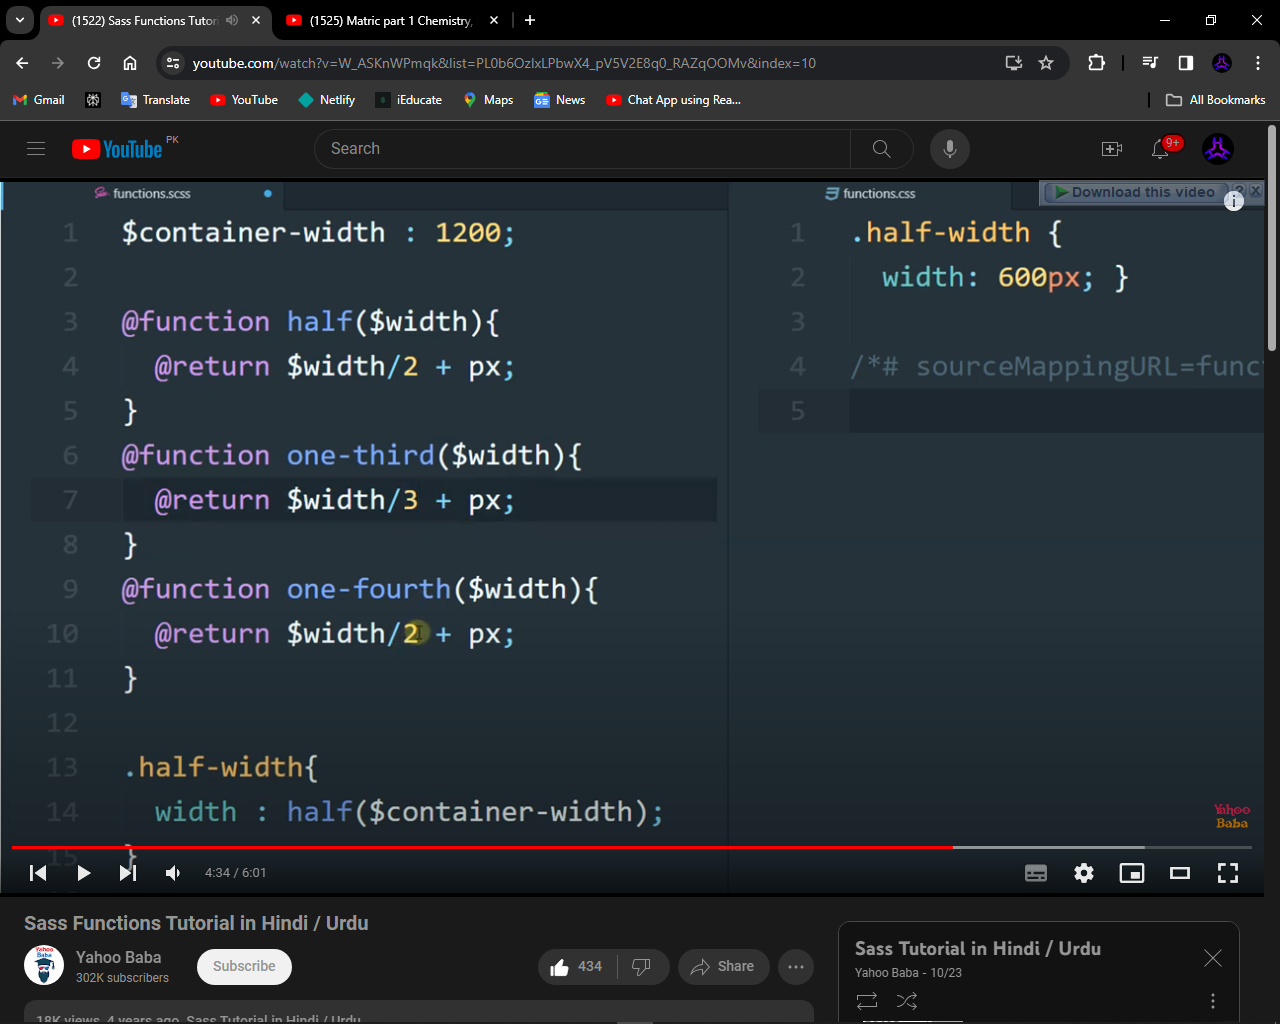 (1522) Sass Functions Tutori
(1525) Matric part 1 Chemistry,
youtube.com/watch?v=W_ASKnWPmqk&list=PL0b6OzIxLPbwX4_pV5V2E8q0_RAZqOOMv&index=10
Gmail
Translate
YouTube
Netlify
iEducate
Maps
News
Chat App using Rea...
All Bookmarks
YouTube PK
Search
9+
functions.scss
functions.css
Download this video ? X
1 $container-width : 1200;
2
3 @function half($width){
4 @return $width/2 + px;
5 }
6 @function one-third($width){
7 @return $width/3 + px;
8 }
9 @function one-fourth($width){
10 @return $width/2 + px;
11 }
12
13 .half-width{
14 width : half($container-width);
15 }
1 .half-width {
2 width: 600px; }
3
4 /*# sourceMappingURL=func
5
Yahoo
Baba
4:34 / 6:01
Sass Functions Tutorial in Hindi / Urdu
Yahoo Baba
302K subscribers
Subscribe
434
Share
18K views 4 years ago Sass Tutorial in Hindi / Urdu
Sass Tutorial in Hindi / Urdu
Yahoo Baba - 10/23